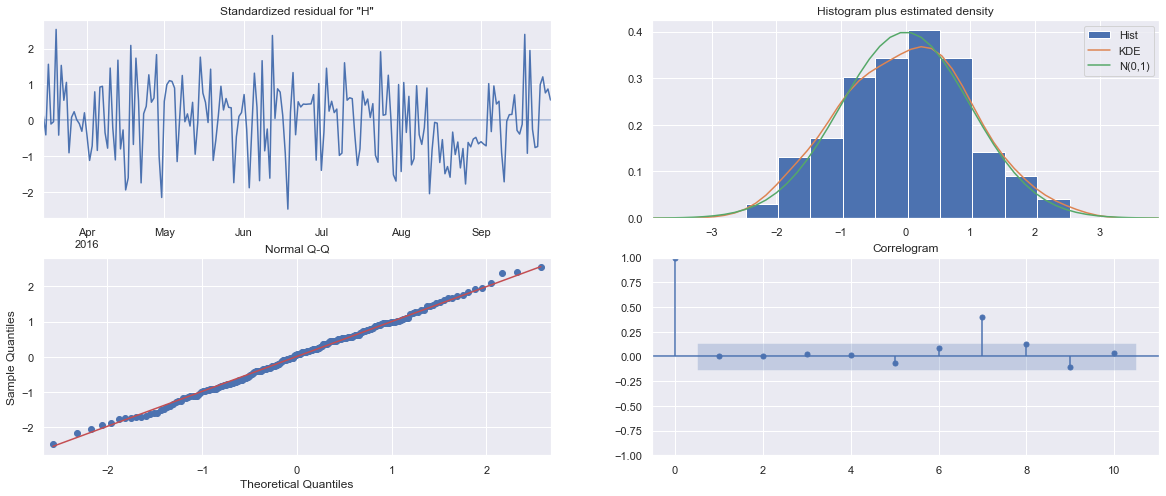 Standardized residual for "H"
2
1
0
−1
−2
Apr
2016
May
Jun
Jul
Aug
Sep
Histogram plus estimated density
0.4
0.3
0.2
0.1
0.0
−3
−2
−1
0
1
2
3
Hist
KDE
N(0,1)
Normal Q-Q
Sample Quantiles
2
1
0
−1
−2
−2
−1
0
1
2
Theoretical Quantiles
Correlogram
1.00
0.75
0.50
0.25
0.00
−0.25
−0.50
−0.75
−1.00
0
2
4
6
8
10